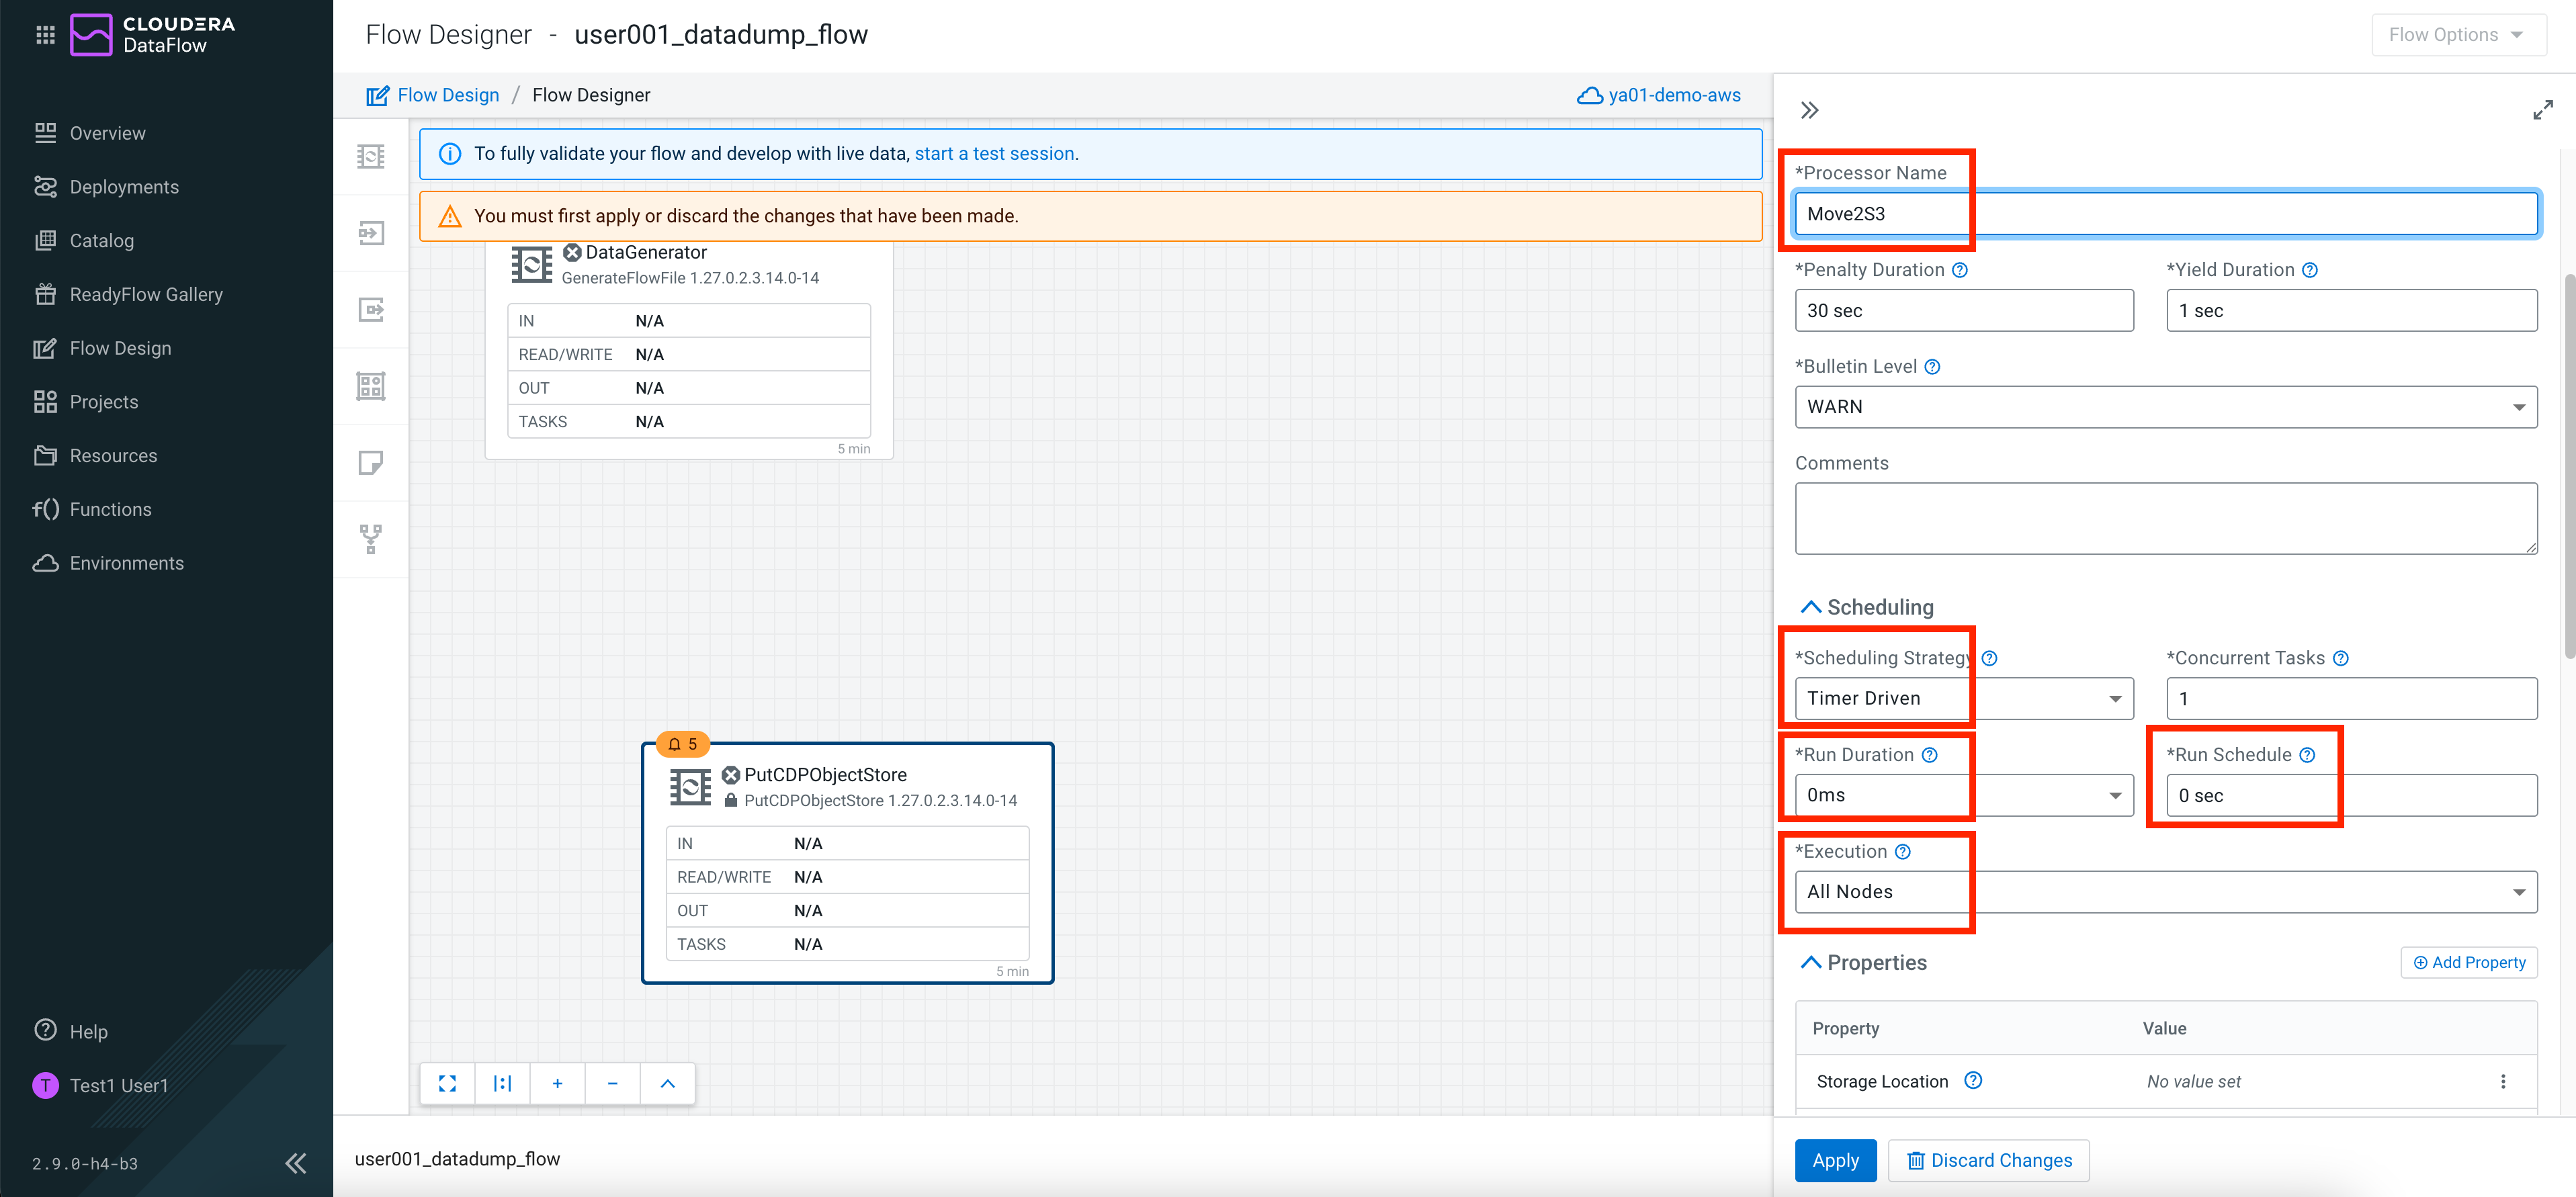 CLOUDERA
DataFlow
Overview
Deployments
Catalog
ReadyFlow Gallery
Flow Design
Projects
Resources
f() Functions
Environments
Help
T Test1 User1
2.9.0-h4-b3
Flow Designer - user001_datadump_flow
Flow Options
Flow Design / Flow Designer
ya01-demo-aws
To fully validate your flow and develop with live data, start a test session.
You must first apply or discard the changes that have been made.
DataGenerator
GenerateFlowFile 1.27.0.2.3.14.0-14
IN N/A
READ/WRITE N/A
OUT N/A
TASKS N/A
5 min
5
PutCDPObjectStore
PutCDPObjectStore 1.27.0.2.3.14.0-14
IN N/A
READ/WRITE N/A
OUT N/A
TASKS N/A
5 min
user001_datadump_flow
*Processor Name
Move2S3
*Penalty Duration *Yield Duration
30 sec 1 sec
*Bulletin Level
WARN
Comments
Scheduling
*Scheduling Strategy *Concurrent Tasks
Timer Driven 1
*Run Duration *Run Schedule
0ms 0 sec
*Execution
All Nodes
Properties Add Property
Property Value
Storage Location No value set
Apply Discard Changes